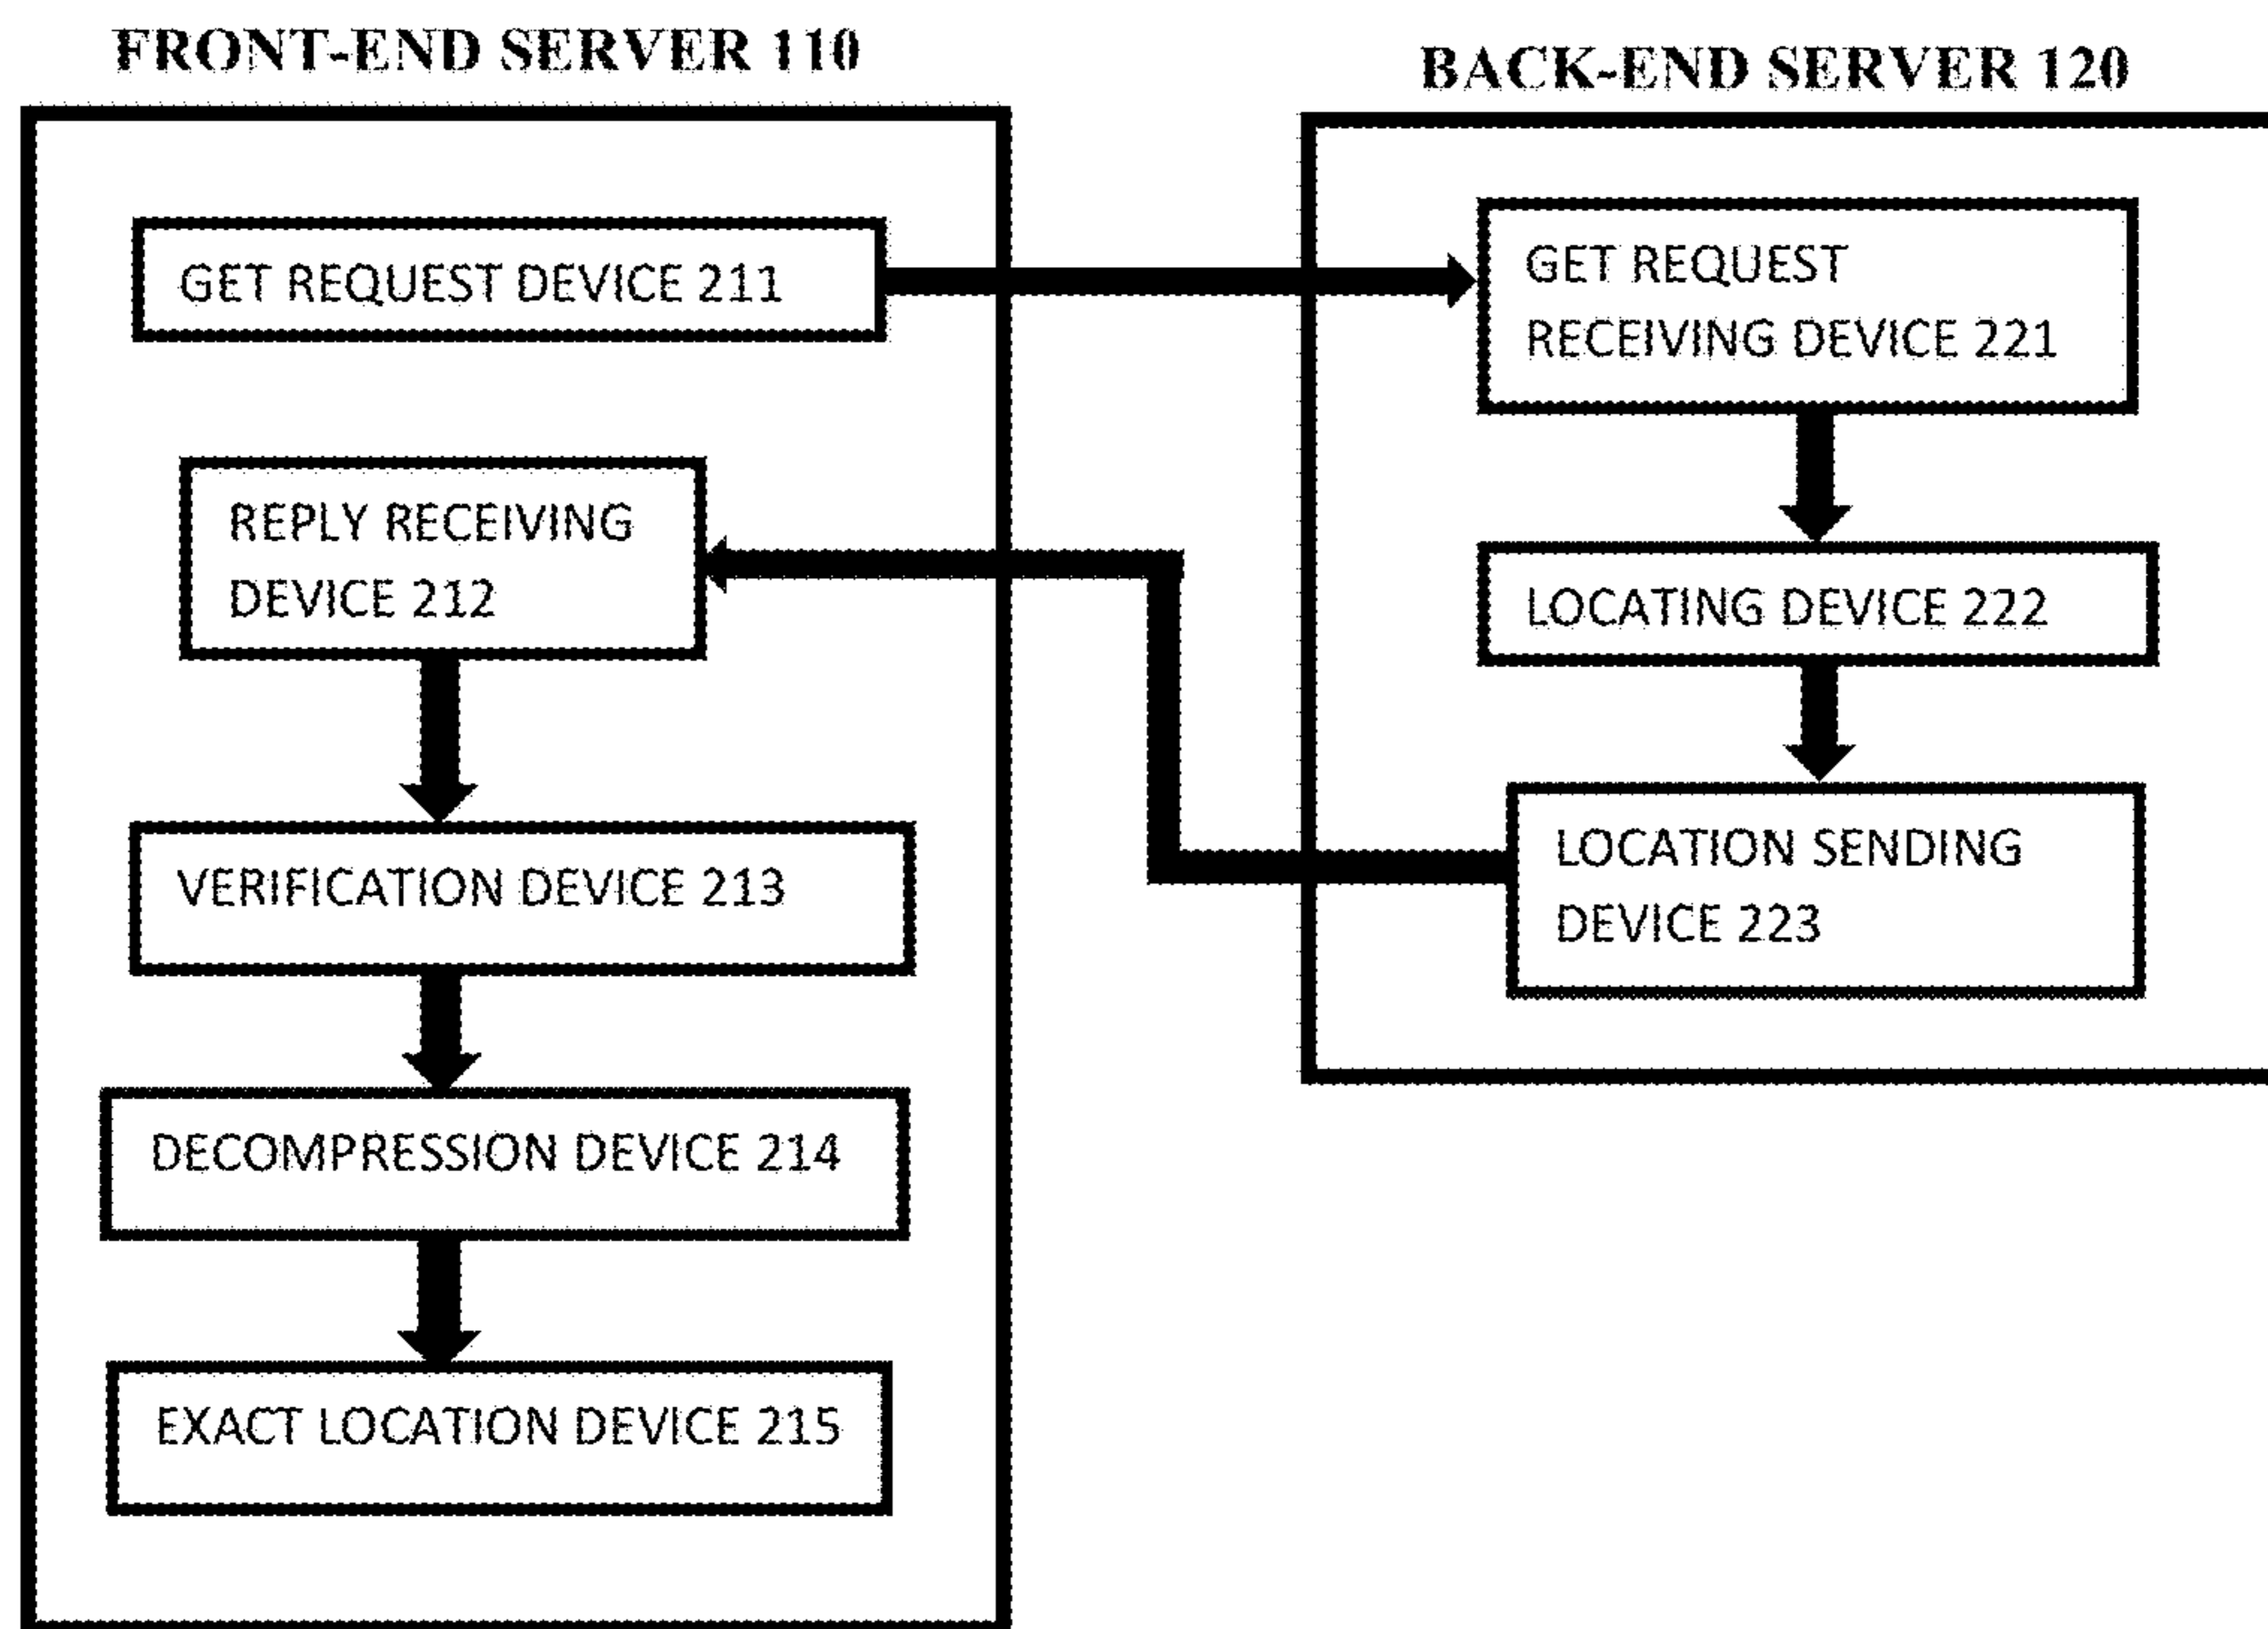 FRONT-END SERVER 110
GET REQUEST DEVICE 211
REPLY RECEIVING
DEVICE 212
VERIFICATION DEVICE 213
DECOMPRESSION DEVICE 214
EXACT LOCATION DEVICE 215
BACK-END SERVER 120
GET REQUEST
RECEIVING DEVICE 221
LOCATING DEVICE 222
LOCATION SENDING
DEVICE 223